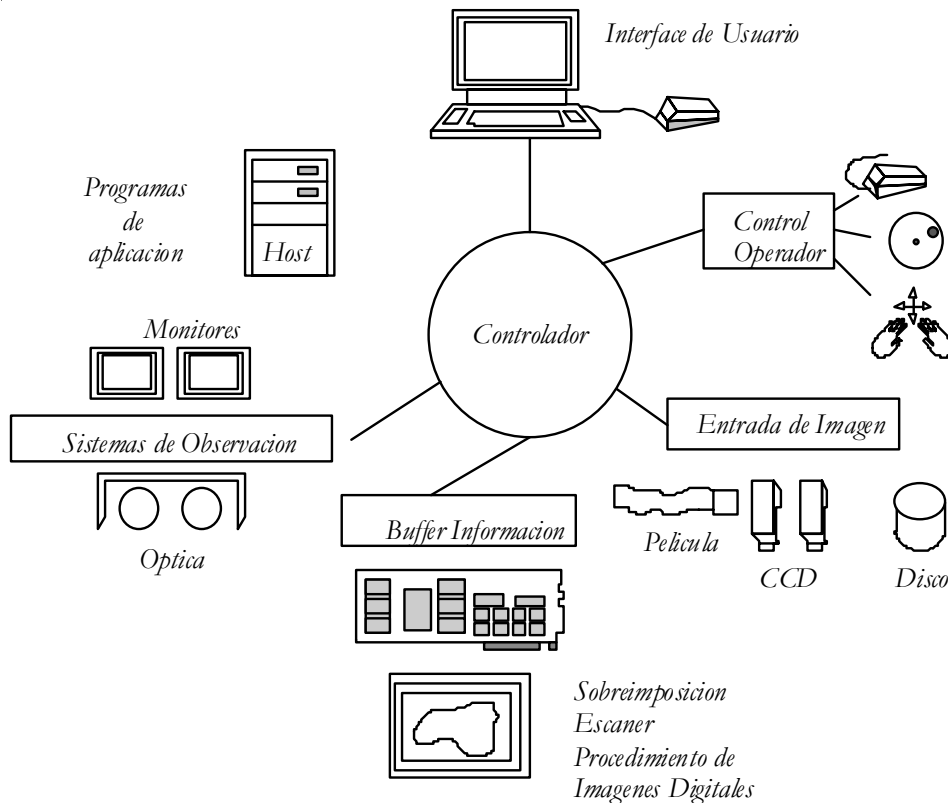 Interface de Usuario
Programas
de
aplicacion
Host
Control
Operador
Controlador
Monitores
Sistemas de Observacion
Optica
Entrada de Imagen
Buffer Informacion
Pelicula
CCD
Disco
Sobreimposicion
Escaner
Procedimiento de
Imagenes Digitales